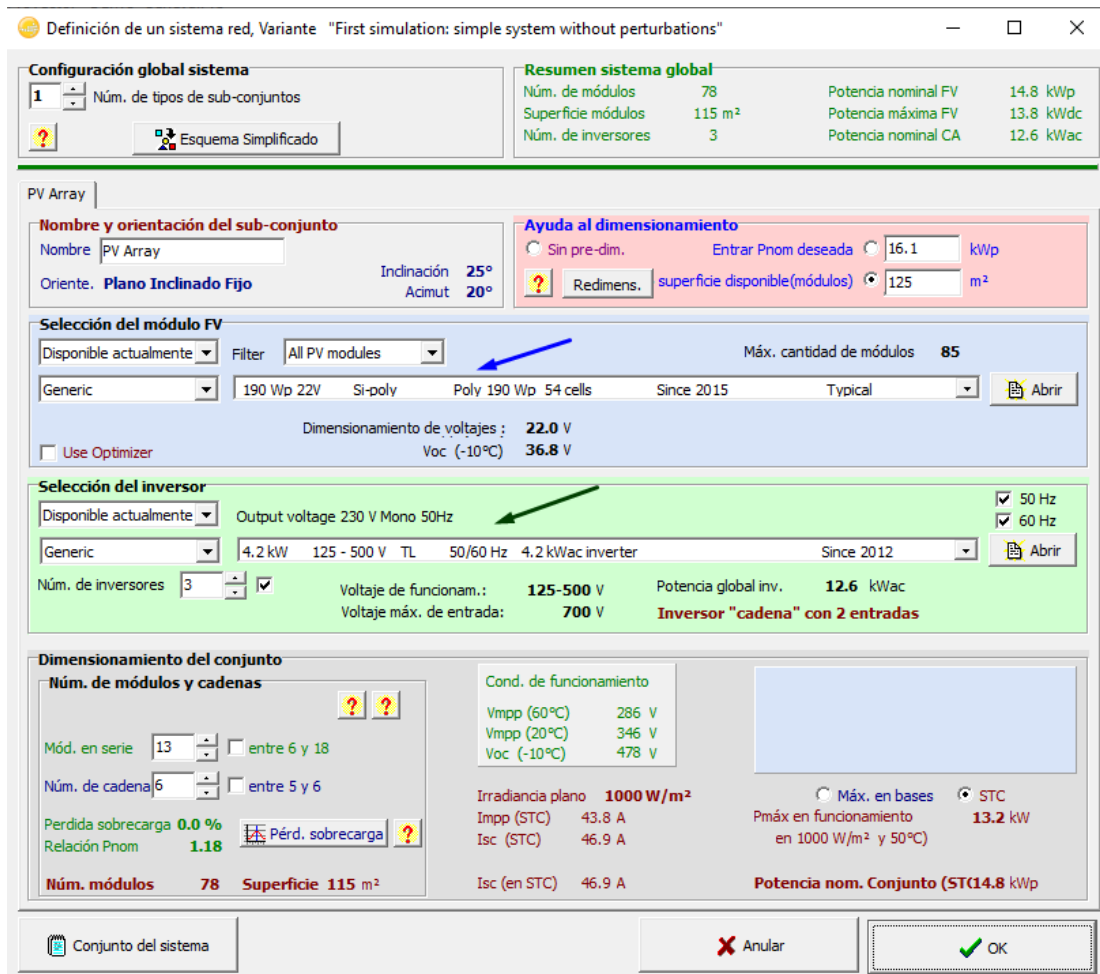 Definición de un sistema red, Variante "First simulation: simple system without perturbations"
Configuración global sistema
1 Núm. de tipos de sub-conjuntos
? Esquema Simplificado
Resumen sistema global
Núm. de módulos 78 Potencia nominal FV 14.8 kWp
Superficie módulos 115 m² Potencia máxima FV 13.8 kWdc
Núm. de inversores 3 Potencia nominal CA 12.6 kWac
PV Array
Nombre y orientación del sub-conjunto
Nombre PV Array
Oriente. Plano Inclinado Fijo
Inclinación 25°
Acimut 20°
Ayuda al dimensionamiento
Sin pre-dim. Entrar Pnom deseada 16.1 kWp
? Redimens. superficie disponible(módulos) 125 m²
Selección del módulo FV
Disponible actualmente Filter All PV modules Máx. cantidad de módulos 85
Generic 190 Wp 22V Si-poly Poly 190 Wp 54 cells Since 2015 Typical Abrir
Dimensionamiento de voltajes : 22.0 V
Use Optimizer Voc (-10°C) 36.8 V
Selección del inversor
Disponible actualmente Output voltage 230 V Mono 50Hz
50 Hz
60 Hz
Generic 4.2 kW 125 - 500 V TL 50/60 Hz 4.2 kWac inverter Since 2012 Abrir
Núm. de inversores 3 Voltaje de funcionam.: 125-500 V Potencia global inv. 12.6 kWac
Voltaje máx. de entrada: 700 V Inversor "cadena" con 2 entradas
Dimensionamiento del conjunto
Núm. de módulos y cadenas
? ?
Mód. en serie 13 entre 6 y 18
Núm. de cadena 6 entre 5 y 6
Perdida sobrecarga 0.0 %
Relación Pnom 1.18
Pérd. sobrecarga ?
Núm. módulos 78 Superficie 115 m²
Cond. de funcionamiento
Vmpp (60°C) 286 V
Vmpp (20°C) 346 V
Voc (-10°C) 478 V
Irradiancia plano 1000 W/m²
Impp (STC) 43.8 A
Isc (STC) 46.9 A
Isc (en STC) 46.9 A
Máx. en bases STC
Pmáx en funcionamiento 13.2 kW
en 1000 W/m² y 50°C)
Potencia nom. Conjunto (STC 14.8 kWp
Conjunto del sistema Anular OK